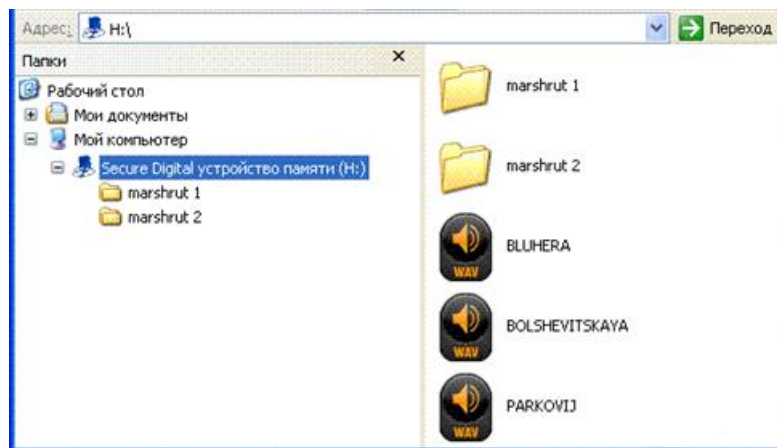 Адрес: H:\ Переход
Папки
Рабочий стол
Мои документы
Мой компьютер
Secure Digital устройство памяти (H:)
marshrut 1
marshrut 2
marshrut 1
marshrut 2
WAV BLUHERA
WAV BOLSHEVITSKAYA
WAV PARKOVIJ